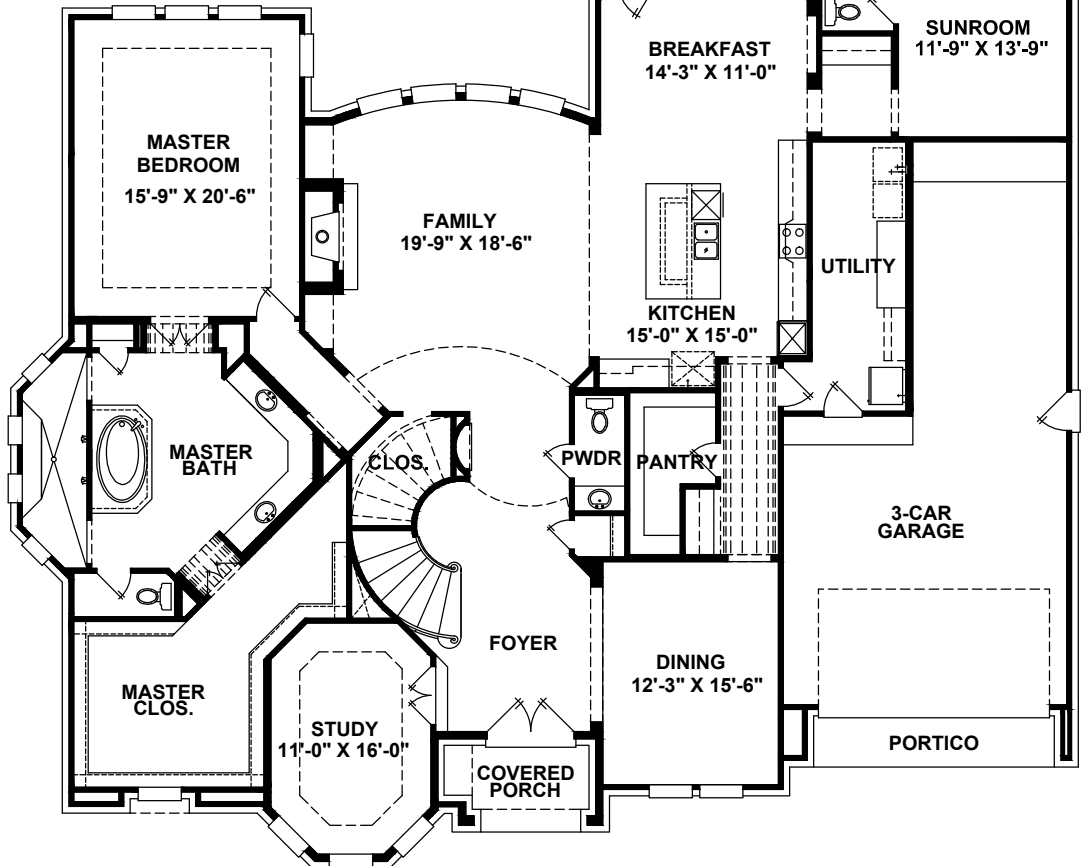 SUNROOM
11'-9" X 13'-9"
BREAKFAST
14'-3" X 11'-0"
MASTER
BEDROOM
15'-9" X 20'-6"
FAMILY
19'-9" X 18'-6"
UTILITY
KITCHEN
15'-0" X 15'-0"
MASTER
BATH
CLOS.
PWDR
PANTRY
3-CAR
GARAGE
FOYER
DINING
12'-3" X 15'-6"
MASTER
CLOS.
STUDY
11'-0" X 16'-0"
COVERED
PORCH
PORTICO